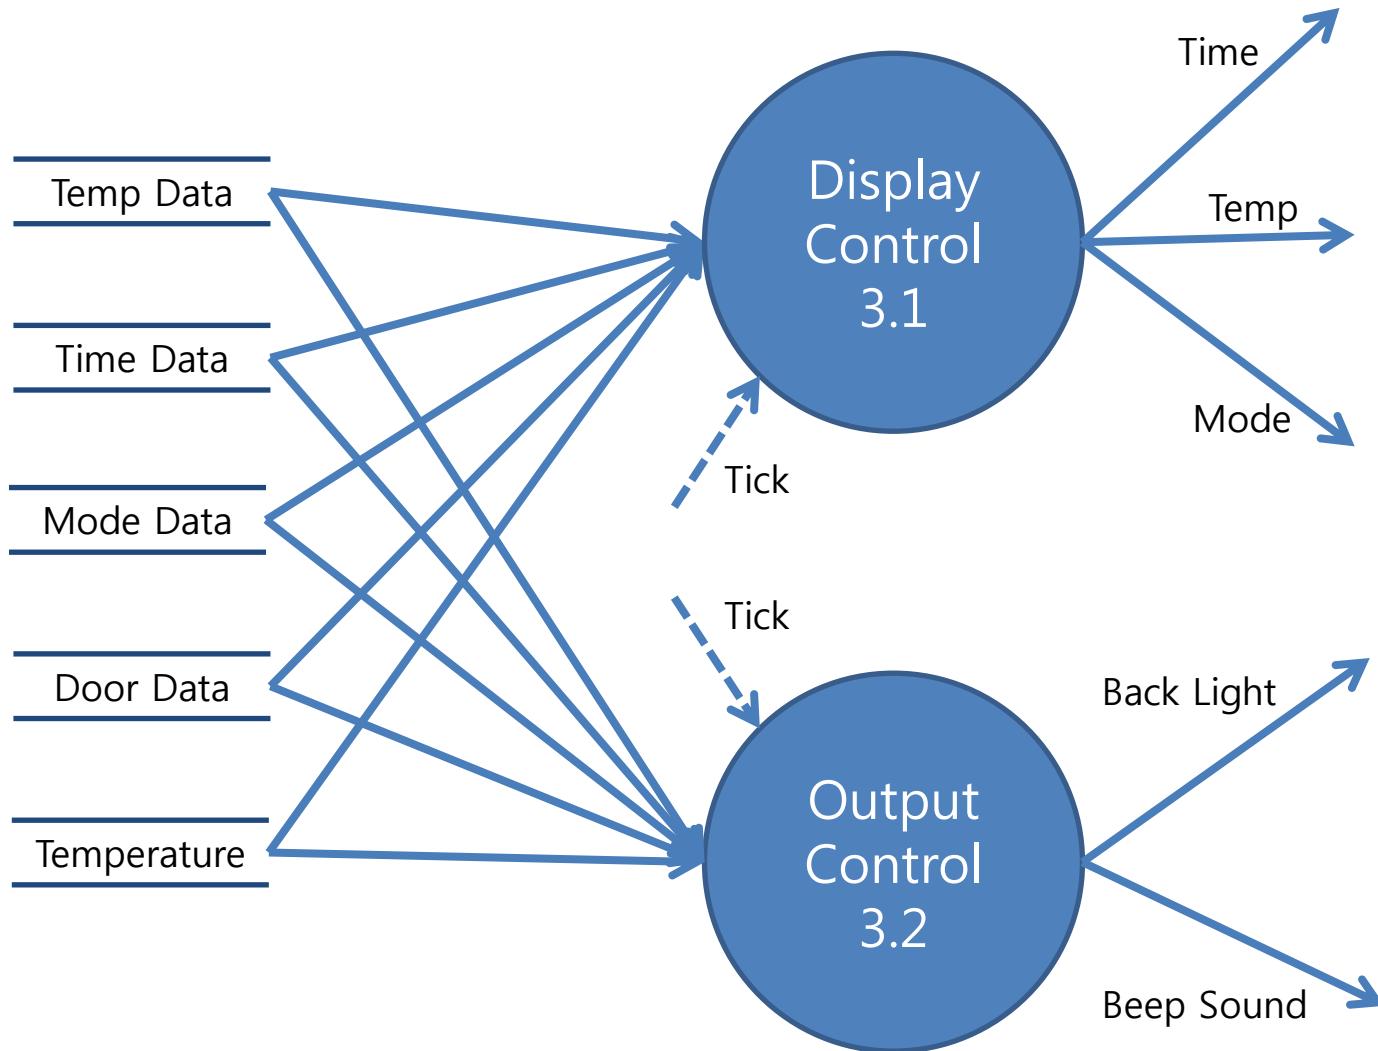 Time
Display
Control
3.1
Temp Data
Temp
Time Data
Mode
Tick
Mode Data
Tick
Door Data
Back Light
Output
Control
3.2
Temperature
Beep Sound